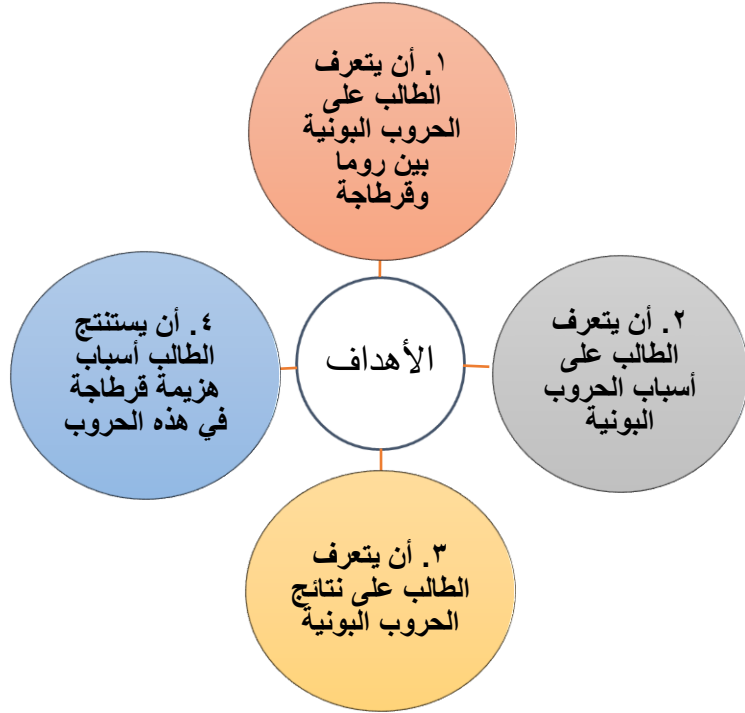 الأهداف
١. أن يتعرف
الطالب على
الحروب البونية
بين روما
وقرطاجة
٢. أن يتعرف
الطالب على
أسباب الحروب
البونية
٣. أن يتعرف
الطالب على نتائج
الحروب البونية
٤. أن يستنتج
الطالب أسباب
هزيمة قرطاجة
في هذه الحروب